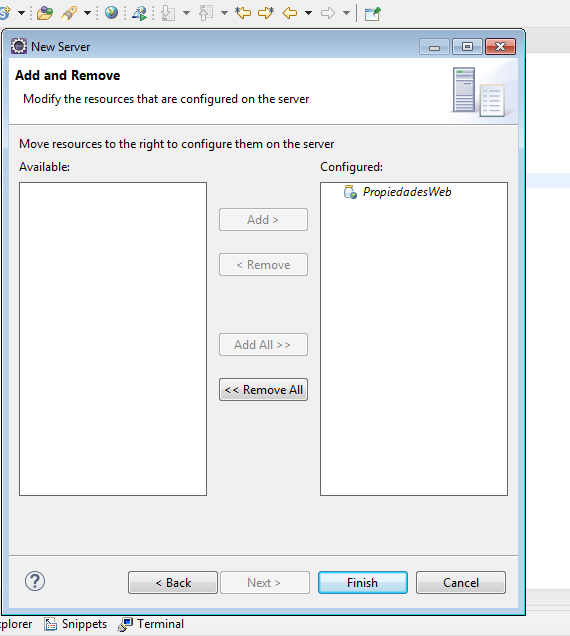 New Server
Add and Remove
Modify the resources that are configured on the server
Move resources to the right to configure them on the server
Available:
Configured:
PropiedadesWeb
Add >
< Remove
Add All >>
<< Remove All
?
< Back
Next >
Finish
Cancel
plorer
Snippets
Terminal